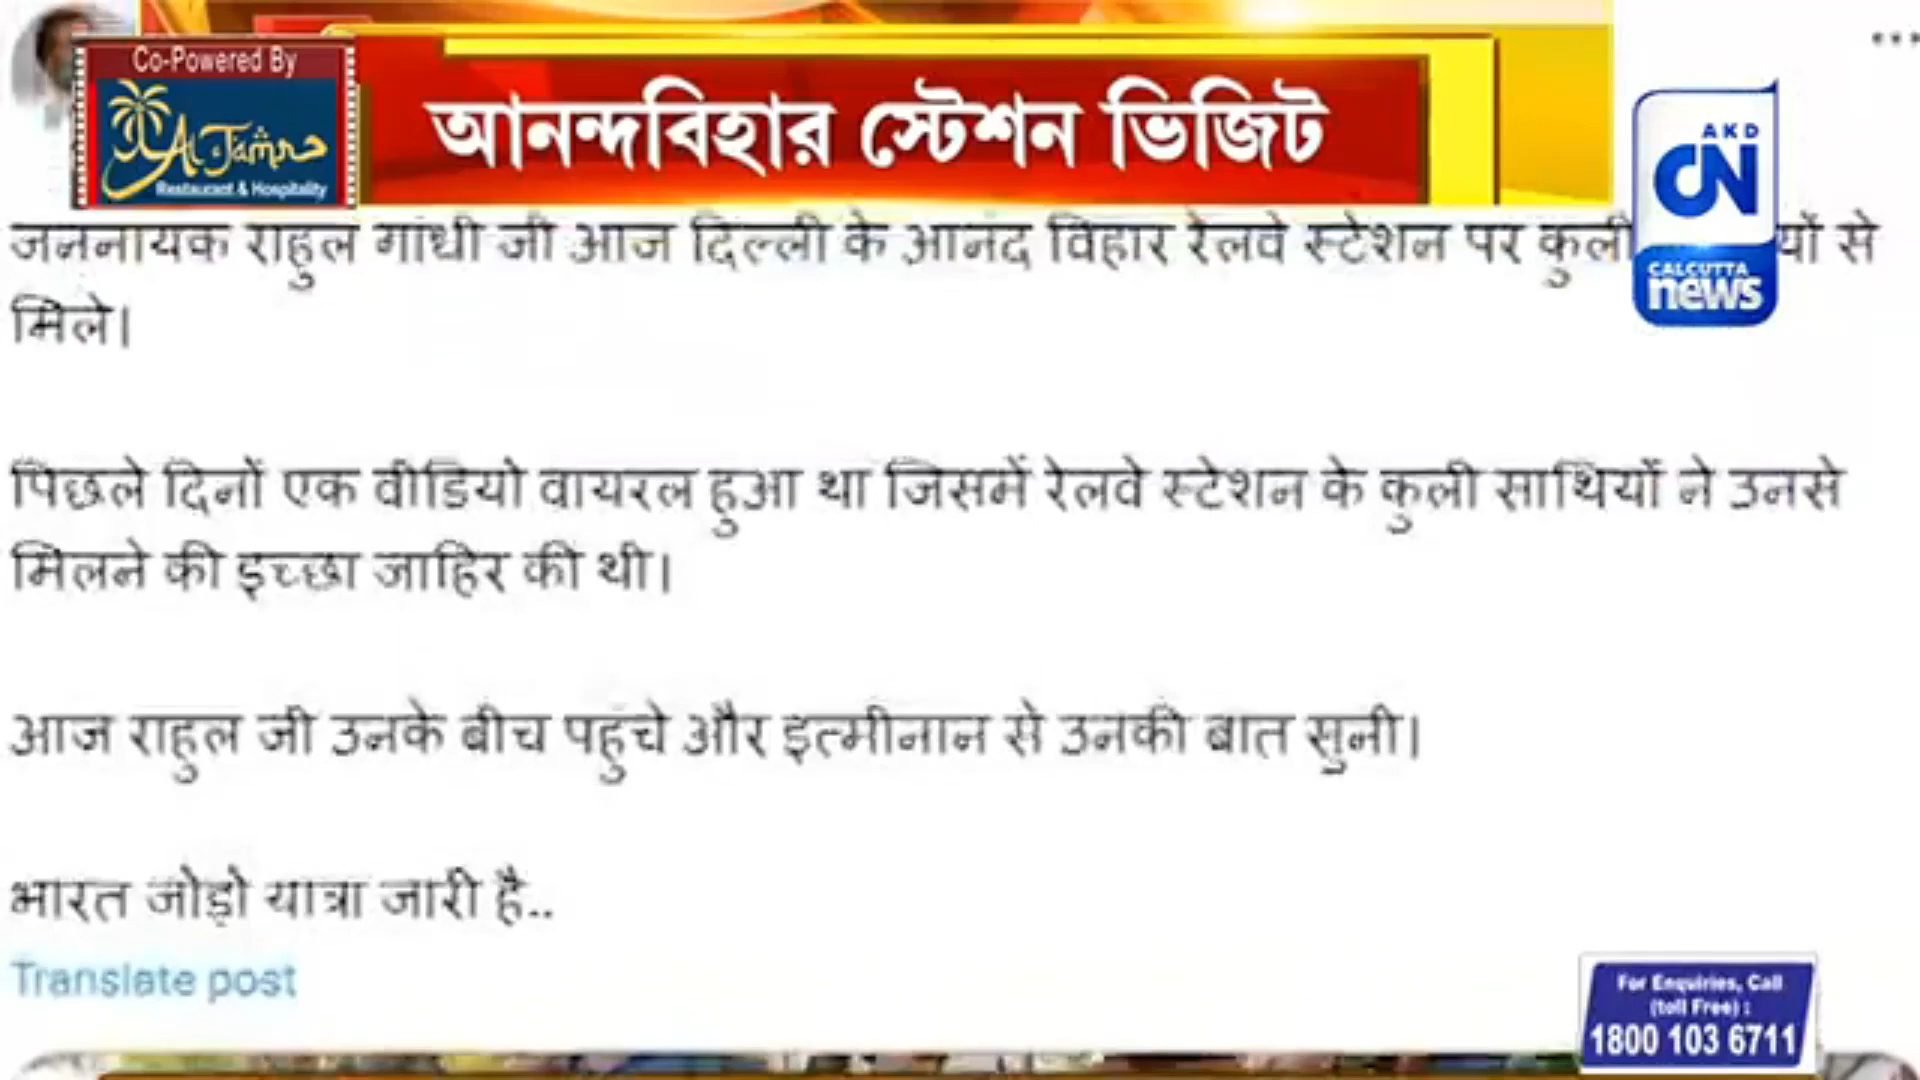 Co-Powered By
Al-Tamr
Restaurant & Hospitality
আনন্দবিহার স্টেশন ভিজিট
AKD
CN
CALCUTTA
news
जननायक राहुल गांधी जी आज दिल्ली के आनंद विहार रेलवे स्टेशन पर कुली यों से
मिले।
पिछले दिनों एक वीडियो वायरल हुआ था जिसमें रेलवे स्टेशन के कुली साथियों ने उनसे
मिलने की इच्छा जाहिर की थी।
आज राहुल जी उनके बीच पहुंचे और इत्मीनान से उनकी बात सुनी।
भारत जोड़ो यात्रा जारी है..
Translate post
For Enquiries, Call
(toll Free) :
1800 103 6711